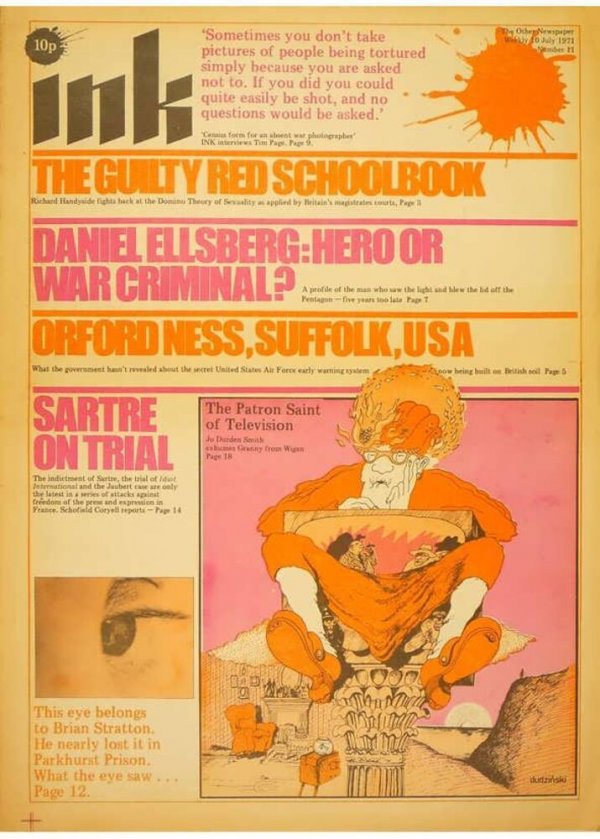 10p
ink
'Sometimes you don't take
pictures of people being tortured
simply because you are asked
not to. If you did you could
quite easily be shot, and no
questions would be asked.'
'Census form for an absent war photographer'
INK interviews Tim Page. Page 9.
The Other Newspaper
Weekly 10 July 1971
Number 11
THE GUILTY RED SCHOOLBOOK
Richard Handyside fights back at the Domino Theory of Sexuality as applied by Britain's magistrates courts, Page 3
DANIEL ELLSBERG: HERO OR
WAR CRIMINAL?
A profile of the man who saw the light and blew the lid off the
Pentagon — five years too late Page 7
ORFORD NESS, SUFFOLK, USA
What the government hasn't revealed about the secret United States Air Force early warning system now being built on British soil Page 5
SARTRE
ON TRIAL
The indictment of Sartre, the trial of Idiot
International and the Jaubert case are only
the latest in a series of attacks against
freedom of the press and expression in
France. Schofield Coryell reports — Page 14
The Patron Saint
of Television
Jo Durden Smith
exhumes Granny from Wigan
Page 18
This eye belongs
to Brian Stratton.
He nearly lost it in
Parkhurst Prison.
What the eye saw . . .
Page 12.
dudziński